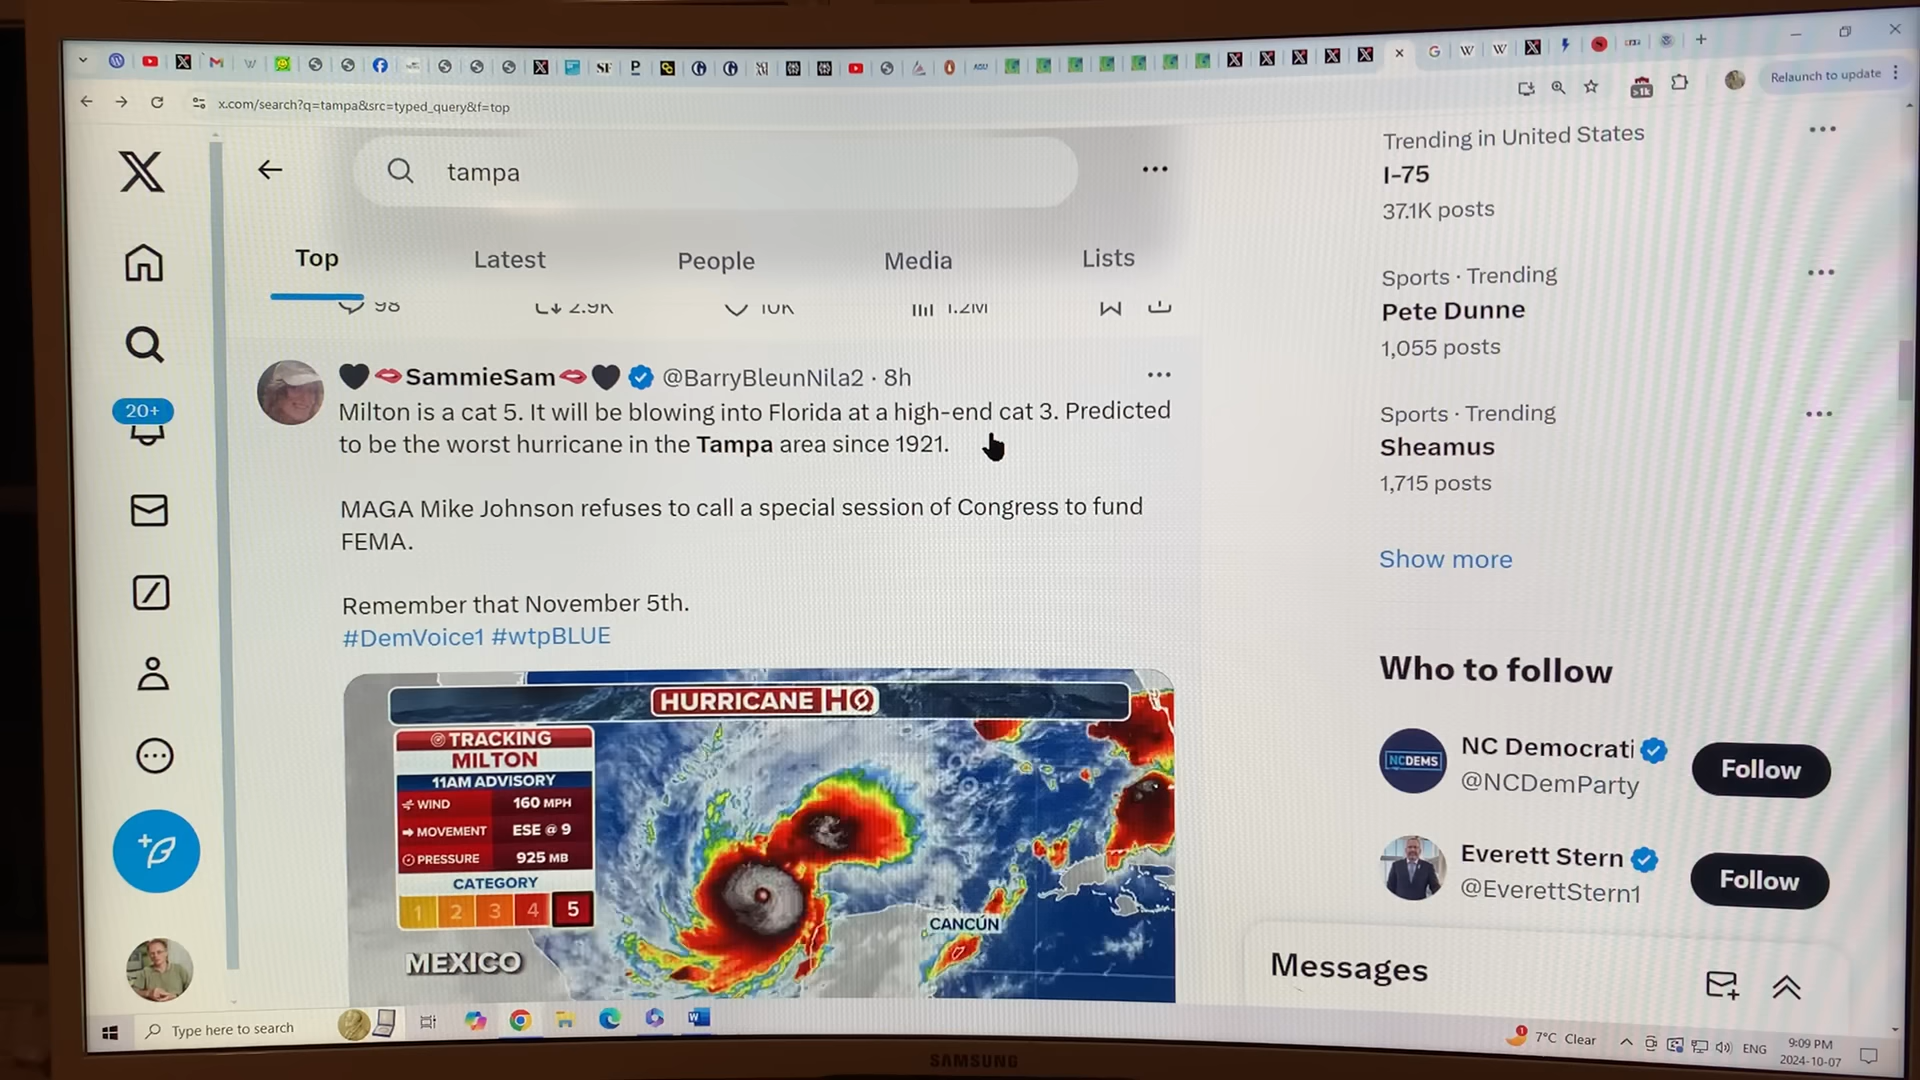 x.com/search?q=tampa&src=typed_query&f=top
Relaunch to update
tampa
Top
Latest
People
Media
Lists
98
2.9K
10K
1.2M
SammieSam
@BarryBleunNila2 · 8h
Milton is a cat 5. It will be blowing into Florida at a high-end cat 3. Predicted
to be the worst hurricane in the Tampa area since 1921.
MAGA Mike Johnson refuses to call a special session of Congress to fund
FEMA.
Remember that November 5th.
#DemVoice1 #wtpBLUE
HURRICANE HQ
TRACKING
MILTON
11AM ADVISORY
WIND 160 MPH
MOVEMENT ESE @ 9
PRESSURE 925 MB
CATEGORY
1 2 3 4 5
MEXICO
CANCÚN
20+
Trending in United States
I-75
37.1K posts
Sports · Trending
Pete Dunne
1,055 posts
Sports · Trending
Sheamus
1,715 posts
Show more
Who to follow
NCDEMS
NC Democrati
@NCDemParty
Follow
Everett Stern
@EverettStern1
Follow
Messages
Type here to search
7°C Clear
ENG
9:09 PM
2024-10-07
SAMSUNG